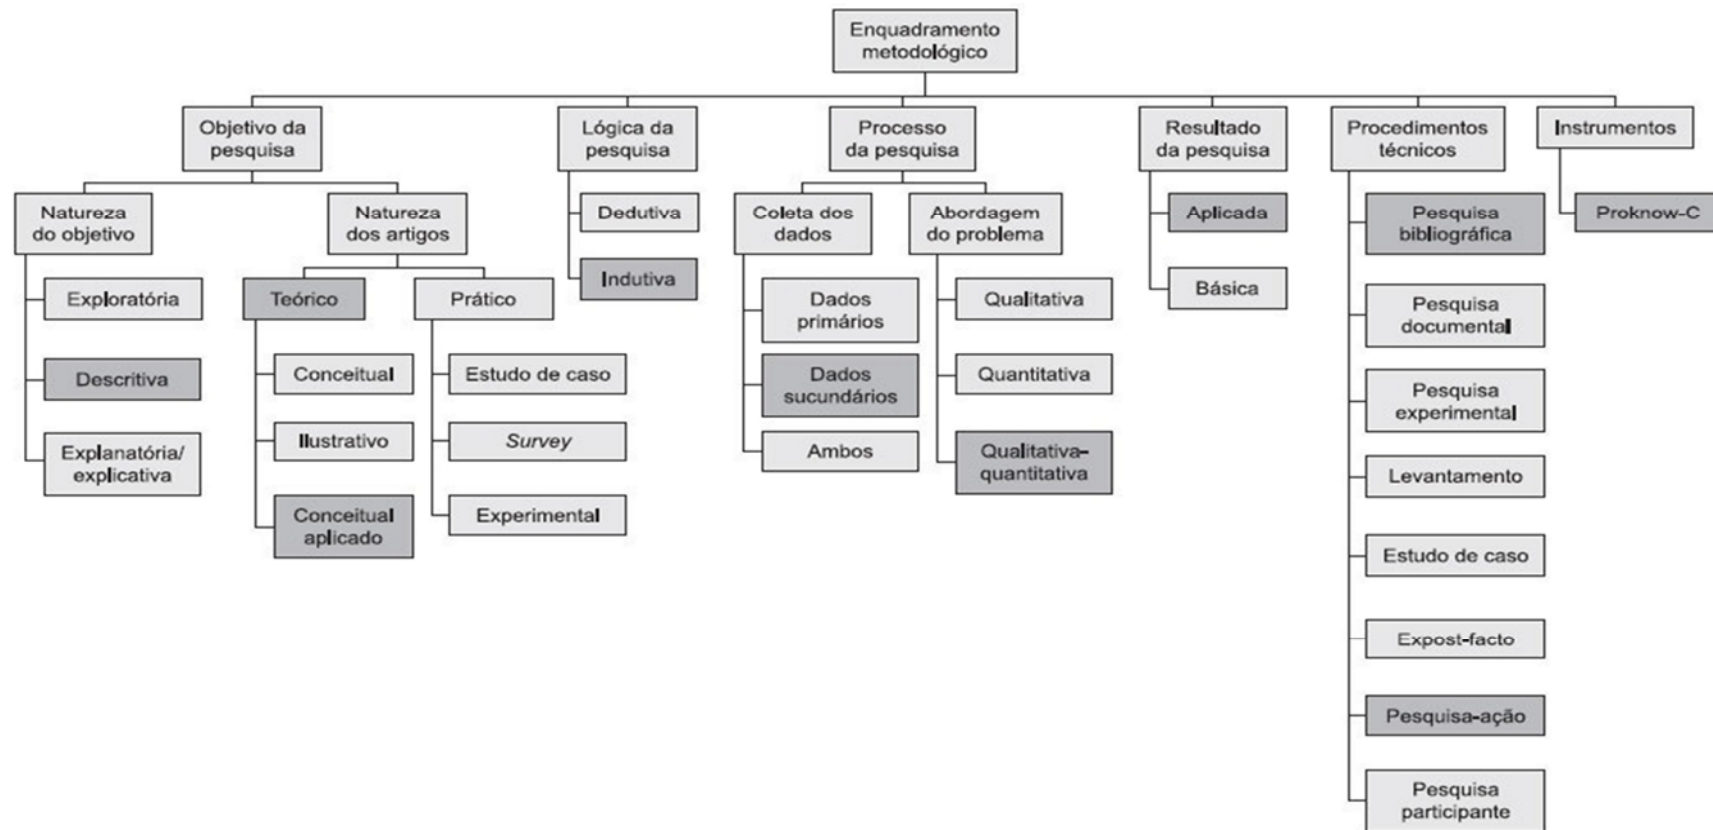 Enquadramento
metodológico
Objetivo da
pesquisa
Lógica da
pesquisa
Processo
da pesquisa
Resultado
da pesquisa
Procedimentos
técnicos
Instrumentos
Natureza
do objetivo
Natureza
dos artigos
Dedutiva
Indutiva
Coleta dos
dados
Abordagem
do problema
Aplicada
Básica
Pesquisa
bibliográfica
Proknow-C
Exploratória
Descritiva
Explanatória/
explicativa
Teórico
Prático
Conceitual
Ilustrativo
Conceitual
aplicado
Estudo de caso
Survey
Experimental
Dados
primários
Dados
sucundários
Ambos
Qualitativa
Quantitativa
Qualitativa-
quantitativa
Pesquisa
documental
Pesquisa
experimental
Levantamento
Estudo de caso
Expost-facto
Pesquisa-ação
Pesquisa
participante